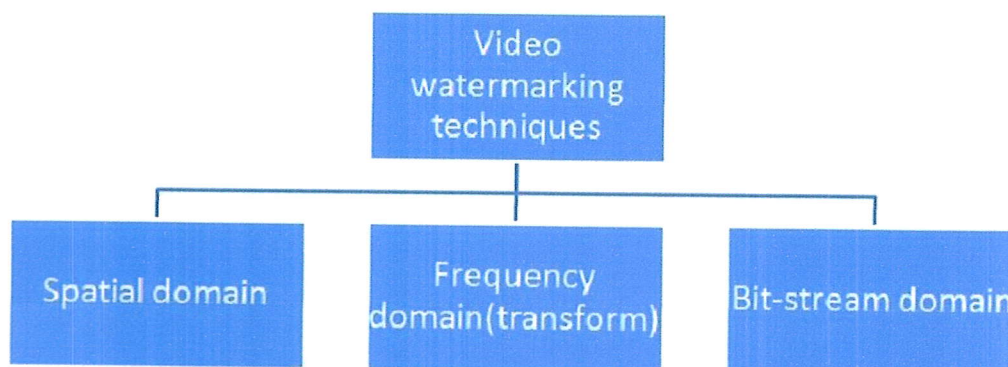 Video
watermarking
techniques
Spatial domain
Frequency
domain(transform)
Bit-stream domain